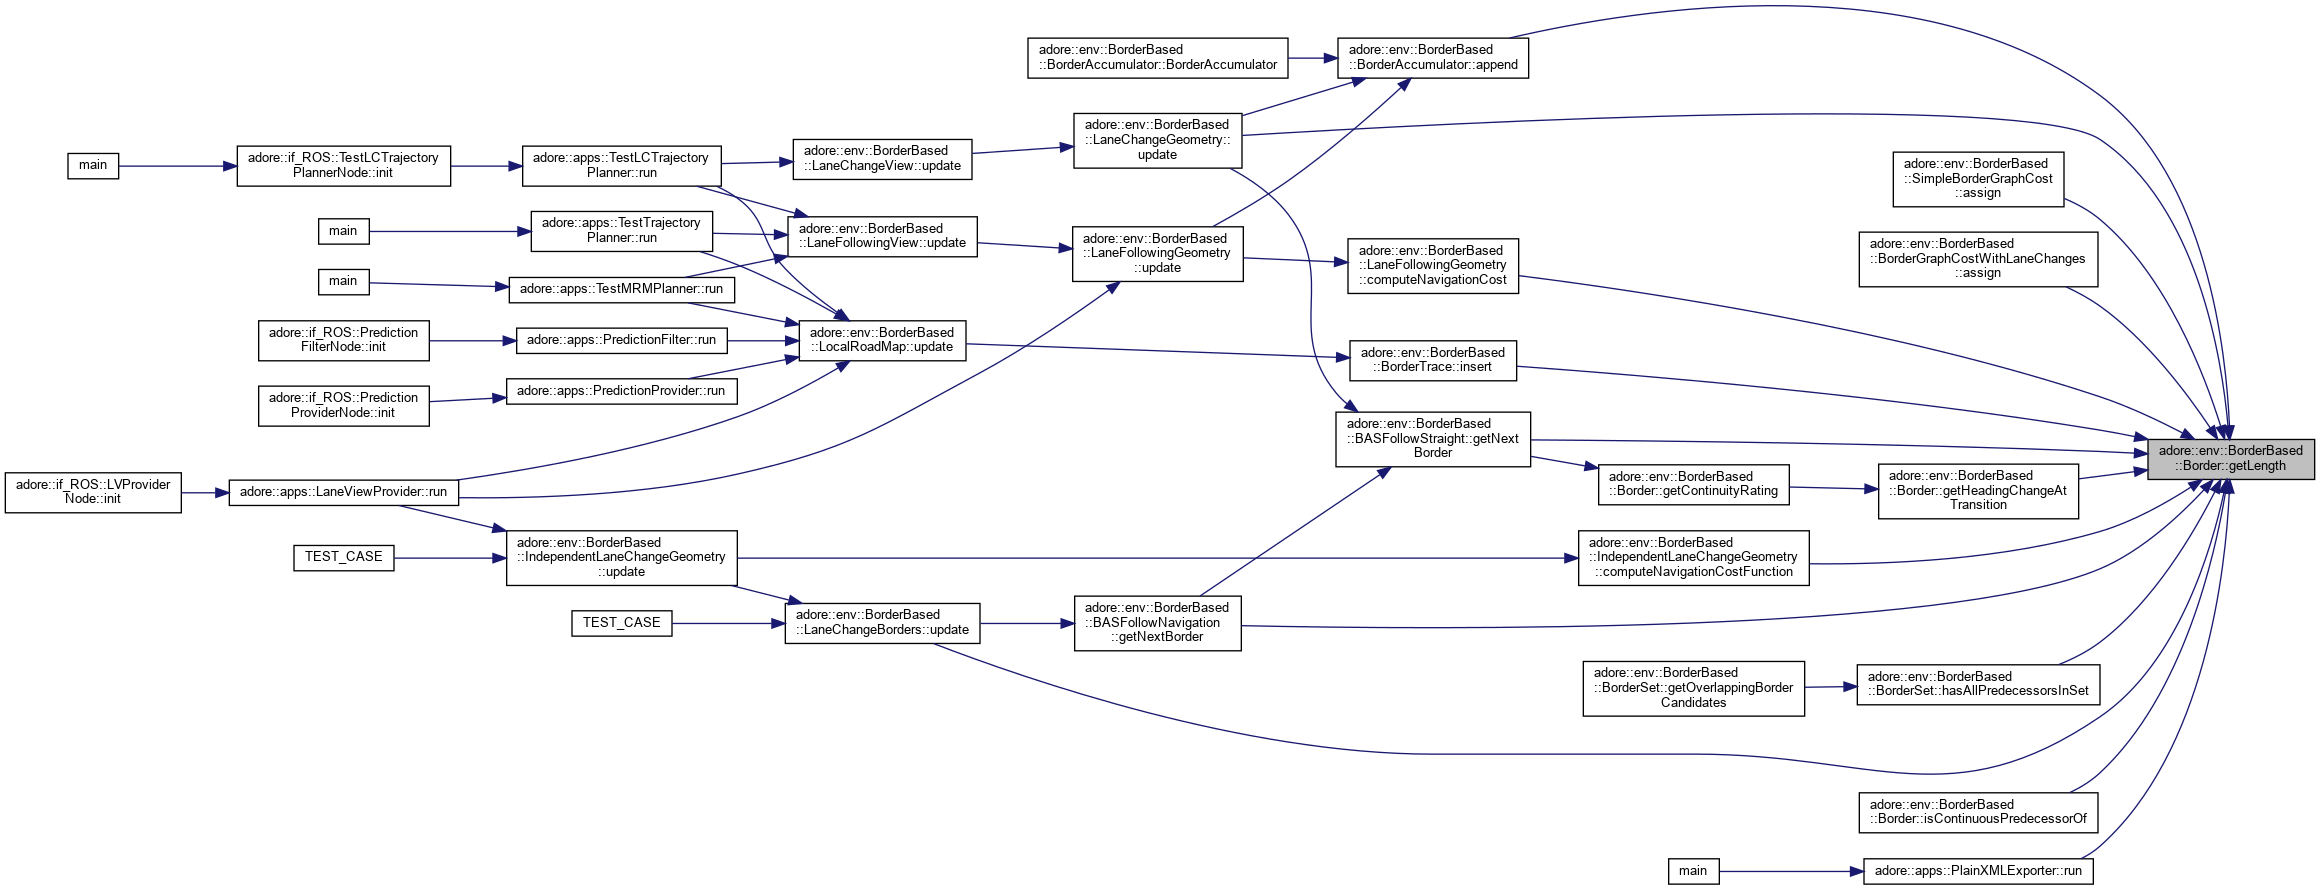 adore::env::BorderBased
::BorderAccumulator::BorderAccumulator
adore::env::BorderBased
::BorderAccumulator::append
adore::env::BorderBased
::LaneChangeGeometry::
update
main
adore::if_ROS::TestLCTrajectory
PlannerNode::init
adore::apps::TestLCTrajectory
Planner::run
adore::env::BorderBased
::LaneChangeView::update
adore::env::BorderBased
::SimpleBorderGraphCost
::assign
main
adore::apps::TestTrajectory
Planner::run
adore::env::BorderBased
::LaneFollowingView::update
adore::env::BorderBased
::LaneFollowingGeometry
::update
adore::env::BorderBased
::LaneFollowingGeometry
::computeNavigationCost
adore::env::BorderBased
::BorderGraphCostWithLaneChanges
::assign
main
adore::apps::TestMRMPlanner::run
adore::if_ROS::Prediction
FilterNode::init
adore::apps::PredictionFilter::run
adore::env::BorderBased
::LocalRoadMap::update
adore::env::BorderBased
::BorderTrace::insert
adore::if_ROS::Prediction
ProviderNode::init
adore::apps::PredictionProvider::run
adore::env::BorderBased
::BASFollowStraight::getNext
Border
adore::env::BorderBased
::Border::getLength
adore::if_ROS::LVProvider
Node::init
adore::apps::LaneViewProvider::run
adore::env::BorderBased
::Border::getContinuityRating
adore::env::BorderBased
::Border::getHeadingChangeAt
Transition
TEST_CASE
adore::env::BorderBased
::IndependentLaneChangeGeometry
::update
adore::env::BorderBased
::IndependentLaneChangeGeometry
::computeNavigationCostFunction
TEST_CASE
adore::env::BorderBased
::LaneChangeBorders::update
adore::env::BorderBased
::BASFollowNavigation
::getNextBorder
adore::env::BorderBased
::BorderSet::getOverlappingBorder
Candidates
adore::env::BorderBased
::BorderSet::hasAllPredecessorsInSet
adore::env::BorderBased
::Border::isContinuousPredecessorOf
main
adore::apps::PlainXMLExporter::run